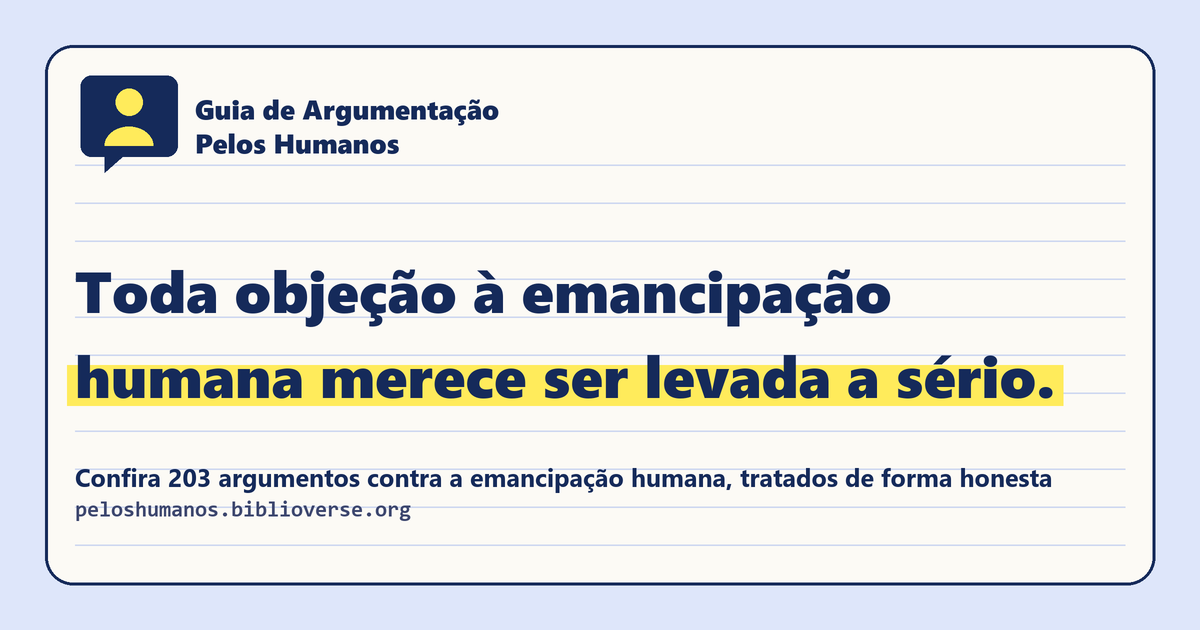 Guia de Argumentação
Pelos Humanos
Toda objeção à emancipação
humana merece ser levada a sério.
Confira 203 argumentos contra a emancipação humana, tratados de forma honesta
peloshumanos.biblioverse.org